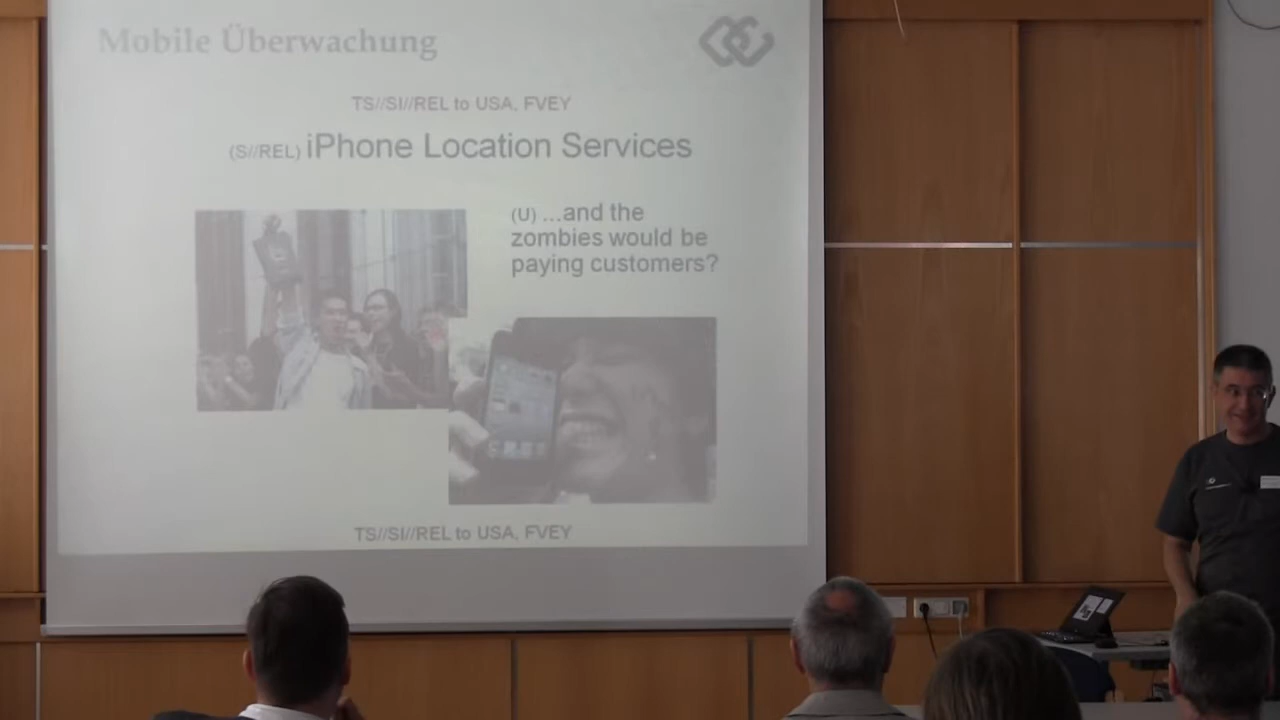 Mobile Überwachung
TS//SI//REL to USA, FVEY
(S//REL) iPhone Location Services
(U) ...and the
zombies would be
paying customers?
TS//SI//REL to USA, FVEY